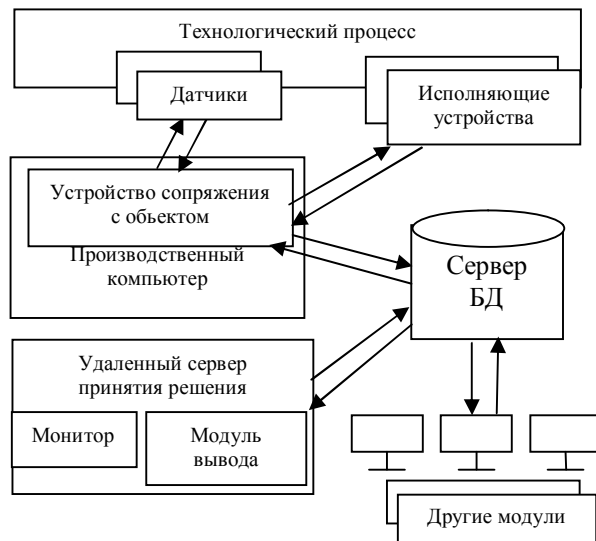 Технологический процесс
Датчики
Исполняющие
устройства
Устройство сопряжения
с обьектом
Производственный
компьютер
Сервер
БД
Удаленный сервер
принятия решения
Монитор
Модуль
вывода
Другие модули